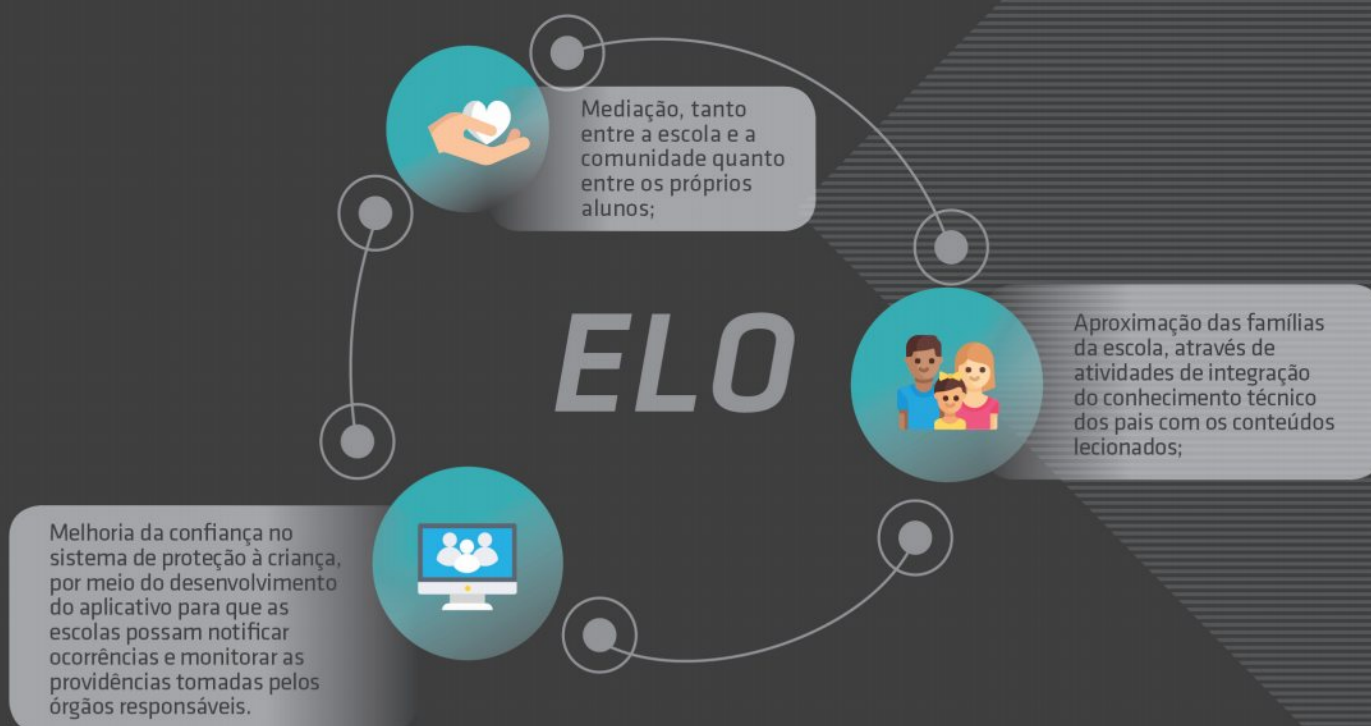 Mediação, tanto
entre a escola e a
comunidade quanto
entre os próprios
alunos;
ELO
Aproximação das famílias
da escola, através de
atividades de integração
do conhecimento técnico
dos pais com os conteúdos
lecionados;
Melhoria da confiança no
sistema de proteção à criança,
por meio do desenvolvimento
do aplicativo para que as
escolas possam notificar
ocorrências e monitorar as
providências tomadas pelos
órgãos responsáveis.